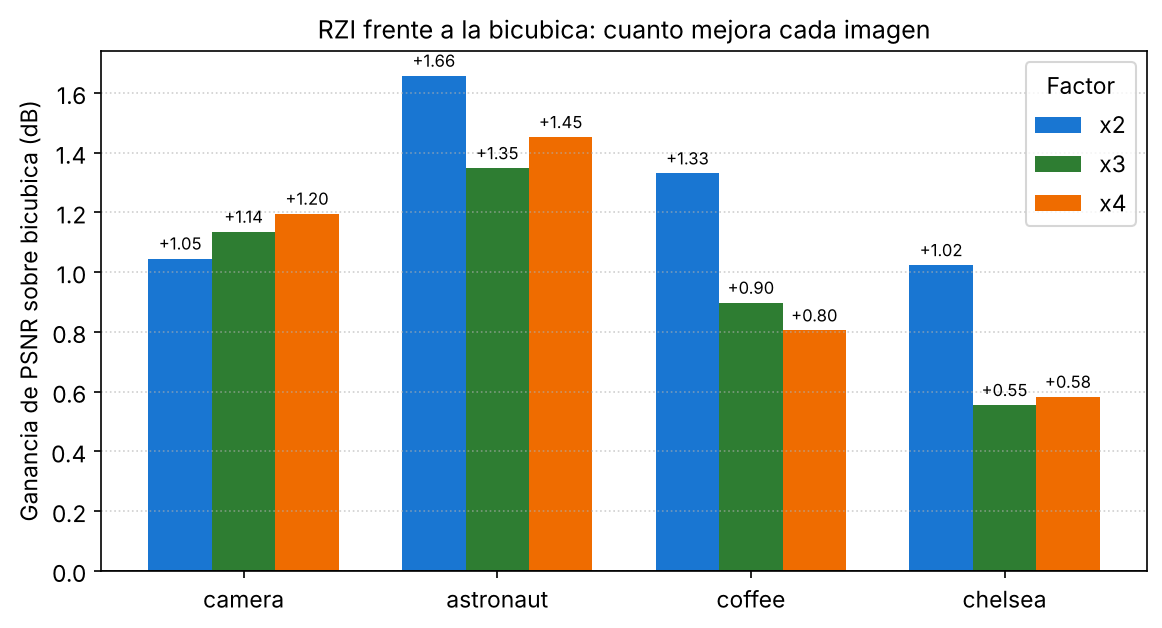 RZI frente a la bicubica: cuanto mejora cada imagen
Ganancia de PSNR sobre bicubica (dB)
1.6
1.4
1.2
1.0
0.8
0.6
0.4
0.2
0.0
+1.05
+1.14
+1.20
+1.66
+1.35
+1.45
+1.33
+0.90
+0.80
+1.02
+0.55
+0.58
Factor
x2
x3
x4
camera
astronaut
coffee
chelsea